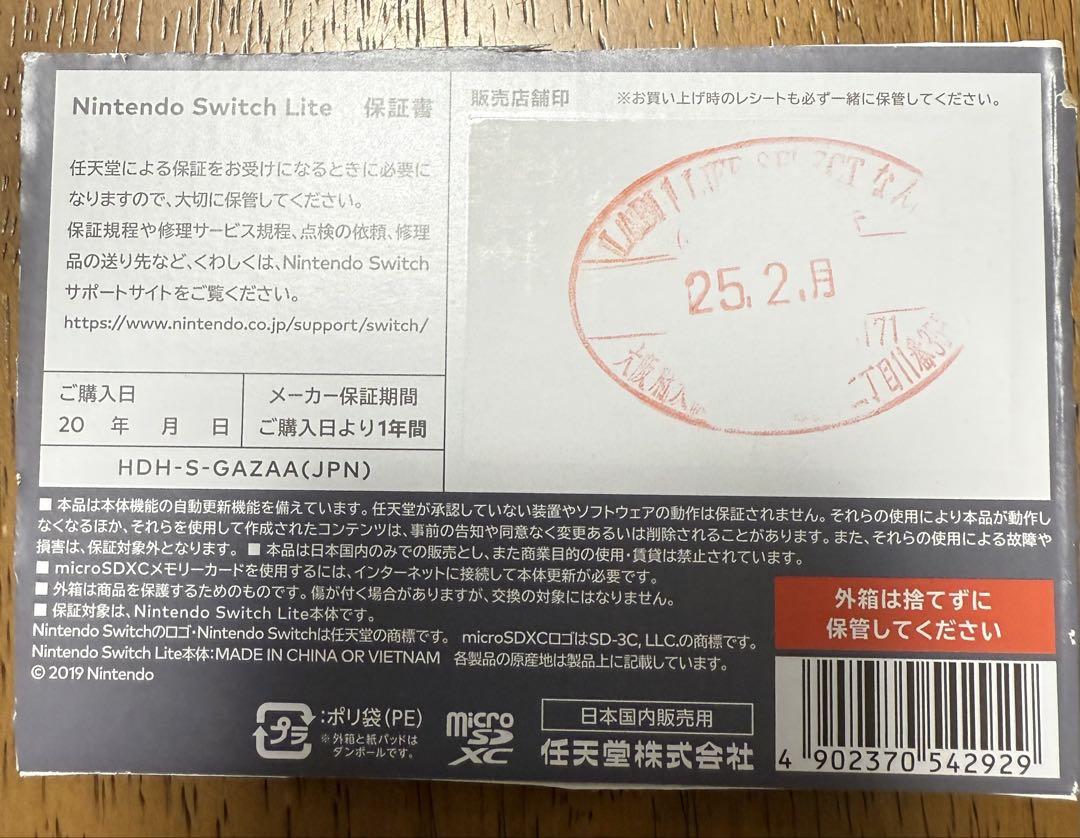 Nintendo Switch Lite 保証書
任天堂による保証をお受けになるときに必要に
なりますので、大切に保管してください。
保証規程や修理サービス規程、点検の依頼、修理
品の送り先など、くわしくは、Nintendo Switch
サポートサイトをご覧ください。
https://www.nintendo.co.jp/support/switch/
ご購入日
20 年 月 日
メーカー保証期間
ご購入日より1年間
HDH-S-GAZAA(JPN)
販売店舗印 ※お買い上げ時のレシートも必ず一緒に保管してください。
LABI1 LIFE SELECT なん
25.2.月
大阪府
二丁目11番
■ 本品は本体機能の自動更新機能を備えています。任天堂が承認していない装置やソフトウェアの動作は保証されません。それらの使用により本品が動作し
なくなるほか、それらを使用して作成されたコンテンツは、事前の告知や同意なく変更あるいは削除されることがあります。また、それらの使用による故障や
損害は、保証対象外となります。 ■ 本品は日本国内のみでの販売とし、また商業目的の使用・賃貸は禁止されています。
■ microSDXCメモリーカードを使用するには、インターネットに接続して本体更新が必要です。
■ 外箱は商品を保護するためのものです。傷が付く場合がありますが、交換の対象にはなりません。
■ 保証対象は、Nintendo Switch Lite本体です。
Nintendo Switchのロゴ・Nintendo Switchは任天堂の商標です。 microSDXCロゴはSD-3C, LLC.の商標です。
Nintendo Switch Lite本体:MADE IN CHINA OR VIETNAM 各製品の原産地は製品上に記載しています。
© 2019 Nintendo
外箱は捨てずに
保管してください
プラ
:ポリ袋(PE)
※外箱と紙パッドは
ダンボールです。
micro
SD
XC
日本国内販売用
任天堂株式会社
4 902370 542929